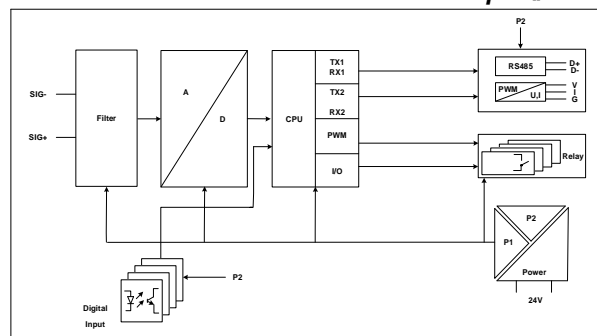 P2
SIG-
SIG+
Filter
A
D
CPU
TX1
RX1
TX2
RX2
PWM
I/O
RS485
D+
D-
PWM
U,I
V
I
G
Relay
P1
P2
Power
24V
Digital
Input
P2